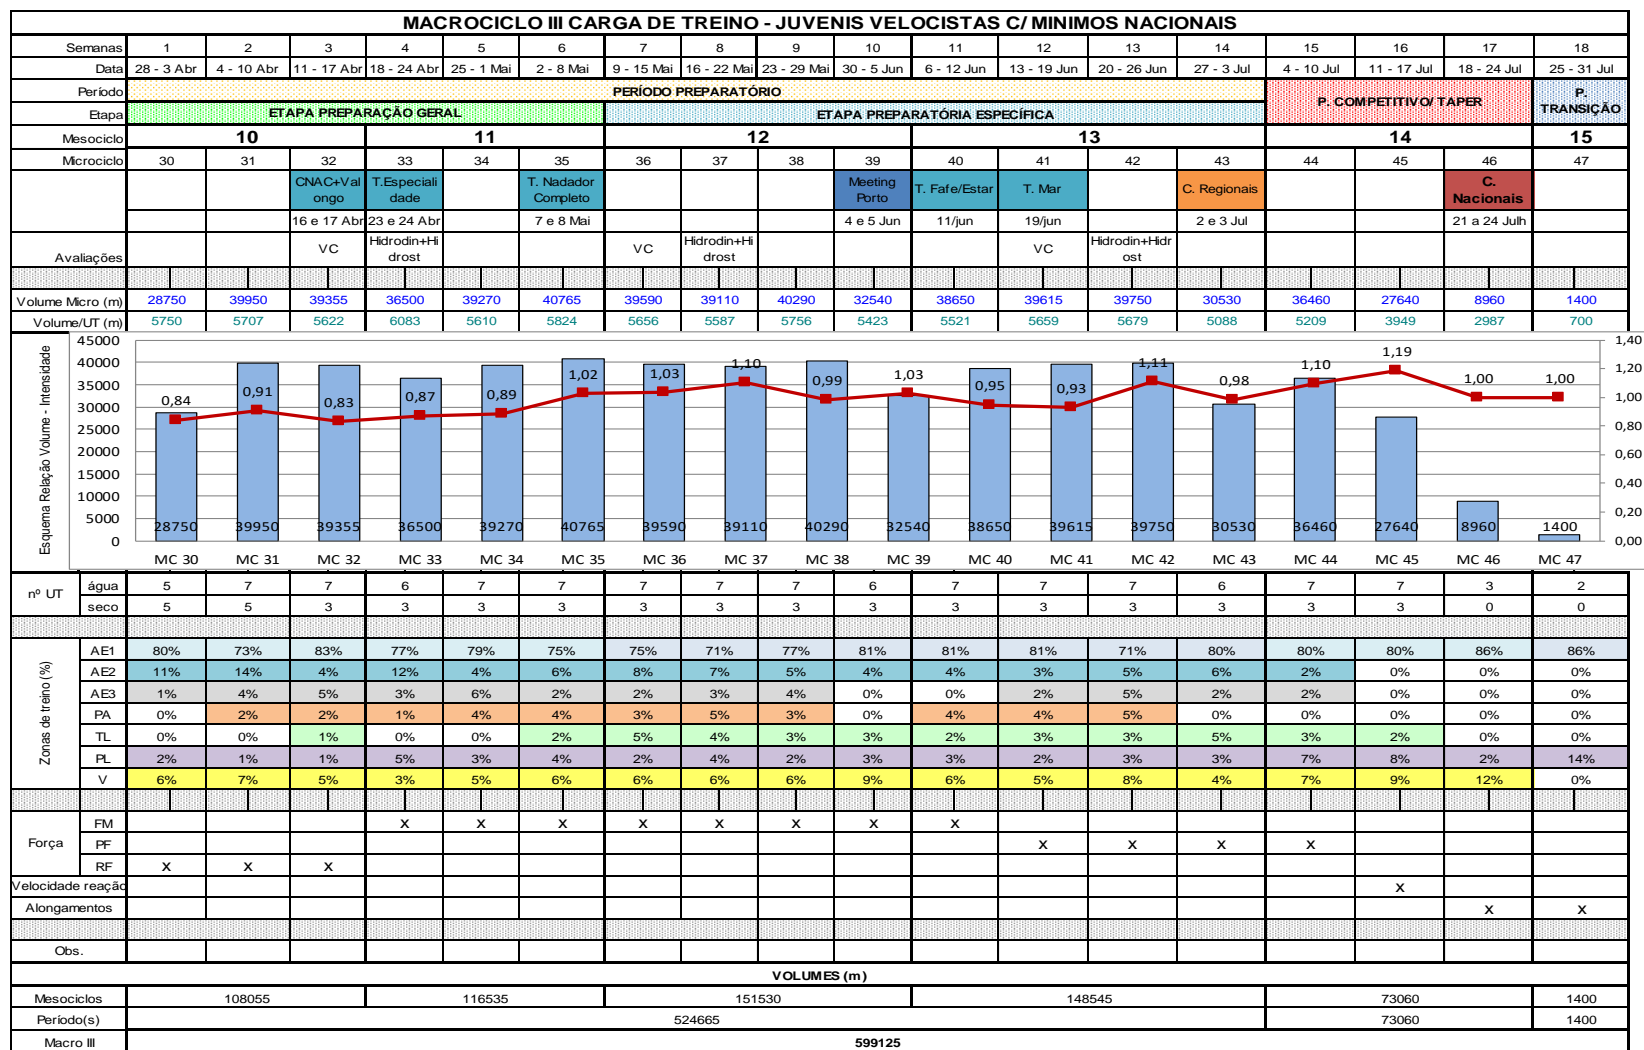 MACROCICLO III CARGA DE TREINO - JUVENIS VELOCISTAS C/ MINIMOS NACIONAIS
Semanas 1 2 3 4 5 6 7 8 9 10 11 12 13 14 15 16 17 18
Data 28 - 3 Abr 4 - 10 Abr 11 - 17 Abr 18 - 24 Abr 25 - 1 Mai 2 - 8 Mai 9 - 15 Mai 16 - 22 Mai 23 - 29 Mai 30 - 5 Jun 6 - 12 Jun 13 - 19 Jun 20 - 26 Jun 27 - 3 Jul 4 - 10 Jul 11 - 17 Jul 18 - 24 Jul 25 - 31 Jul
Período PERÍODO PREPARATÓRIO P. COMPETITIVO/ TAPER P. TRANSIÇÃO
Etapa ETAPA PREPARAÇÃO GERAL ETAPA PREPARATÓRIA ESPECÍFICA
Mesociclo 10 11 12 13 14 15
Microciclo 30 31 32 33 34 35 36 37 38 39 40 41 42 43 44 45 46 47
CNAC+Valongo T.Especialidade T. Nadador Completo Meeting Porto T. Fafe/Estar T. Mar C. Regionais C. Nacionais
16 e 17 Abr 23 e 24 Abr 7 e 8 Mai 4 e 5 Jun 11/jun 19/jun 2 e 3 Jul 21 a 24 Julh
Avaliações VC Hidrodin+Hidrost VC Hidrodin+Hidrost VC Hidrodin+Hidrost
Volume Micro (m) 28750 39950 39355 36500 39270 40765 39590 39110 40290 32540 38650 39615 39750 30530 36460 27640 8960 1400
Volume/UT (m) 5750 5707 5622 6083 5610 5824 5656 5587 5756 5423 5521 5659 5679 5088 5209 3949 2987 700
Esquema Relação Volume - Intensidade
45000 40000 35000 30000 25000 20000 15000 10000 5000 0
0,84 0,91 0,83 0,87 0,89 1,02 1,03 1,10 0,99 1,03 0,95 0,93 1,11 0,98 1,10 1,19 1,00 1,00
28750 39950 39355 36500 39270 40765 39590 39110 40290 32540 38650 39615 39750 30530 36460 27640 8960 1400
1,40 1,20 1,00 0,80 0,60 0,40 0,20 0,00
MC 30 MC 31 MC 32 MC 33 MC 34 MC 35 MC 36 MC 37 MC 38 MC 39 MC 40 MC 41 MC 42 MC 43 MC 44 MC 45 MC 46 MC 47
nº UT
água 5 7 7 6 7 7 7 7 7 6 7 7 7 6 7 7 3 2
seco 5 5 3 3 3 3 3 3 3 3 3 3 3 3 3 3 0 0
Zonas de treino (%)
AE1 80% 73% 83% 77% 79% 75% 75% 71% 77% 81% 81% 81% 71% 80% 80% 80% 86% 86%
AE2 11% 14% 4% 12% 4% 6% 8% 7% 5% 4% 4% 3% 5% 6% 2% 0% 0% 0%
AE3 1% 4% 5% 3% 6% 2% 2% 3% 4% 0% 0% 2% 5% 2% 2% 0% 0% 0%
PA 0% 2% 2% 1% 4% 4% 3% 5% 3% 0% 4% 4% 5% 0% 0% 0% 0% 0%
TL 0% 0% 1% 0% 0% 2% 5% 4% 3% 3% 2% 3% 3% 5% 3% 2% 0% 0%
PL 2% 1% 1% 5% 3% 4% 2% 4% 2% 3% 3% 2% 3% 3% 7% 8% 2% 14%
V 6% 7% 5% 3% 5% 6% 6% 6% 6% 9% 6% 5% 8% 4% 7% 9% 12% 0%
Força
FM x x x x x x x x
PF x x x x
RF x x x
Velocidade reação x
Alongamentos x x
Obs.
VOLUMES (m)
Mesociclos 108055 116535 151530 148545 73060 1400
Período(s) 524665 73060 1400
Macro III 599125